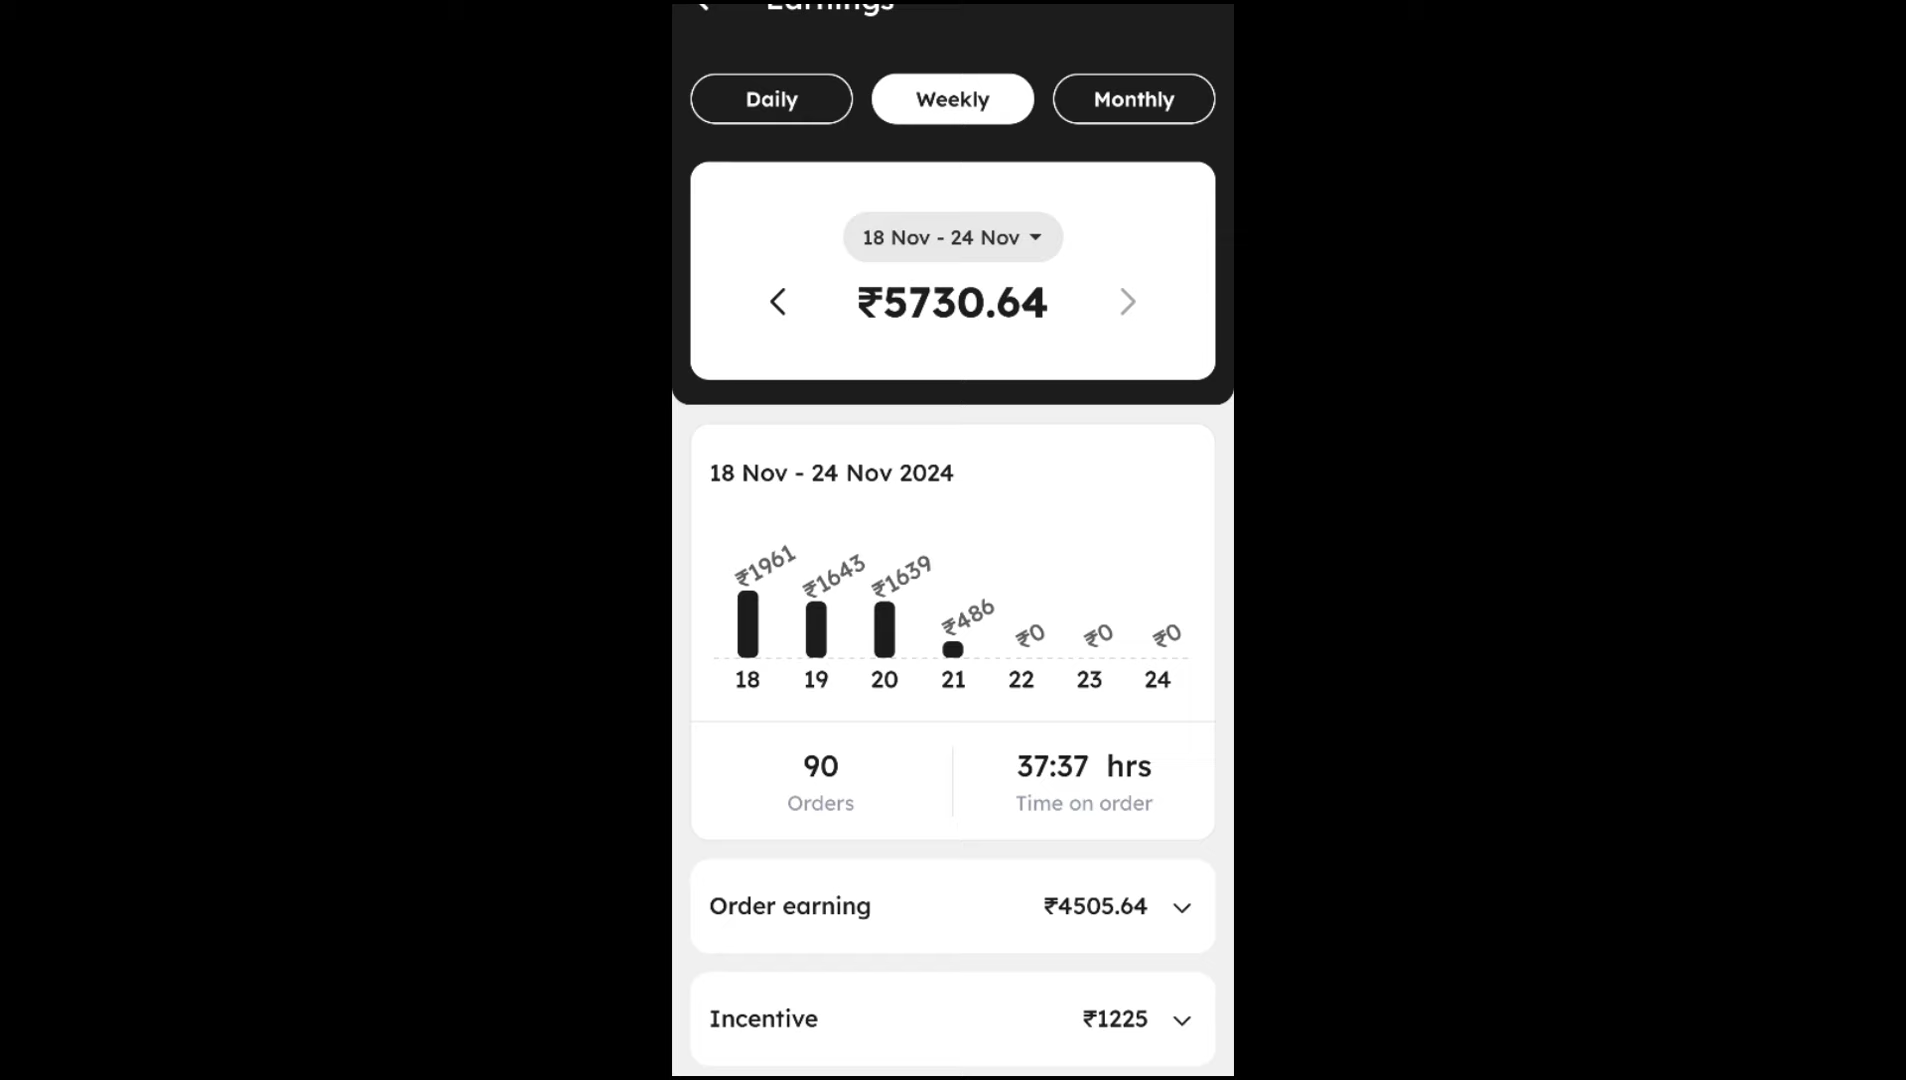 Earnings
Daily Weekly Monthly
18 Nov - 24 Nov
₹5730.64
18 Nov - 24 Nov 2024
₹1961 ₹1643 ₹1639 ₹486 ₹0 ₹0 ₹0
18 19 20 21 22 23 24
90 37:37 hrs
Orders Time on order
Order earning ₹4505.64
Incentive ₹1225